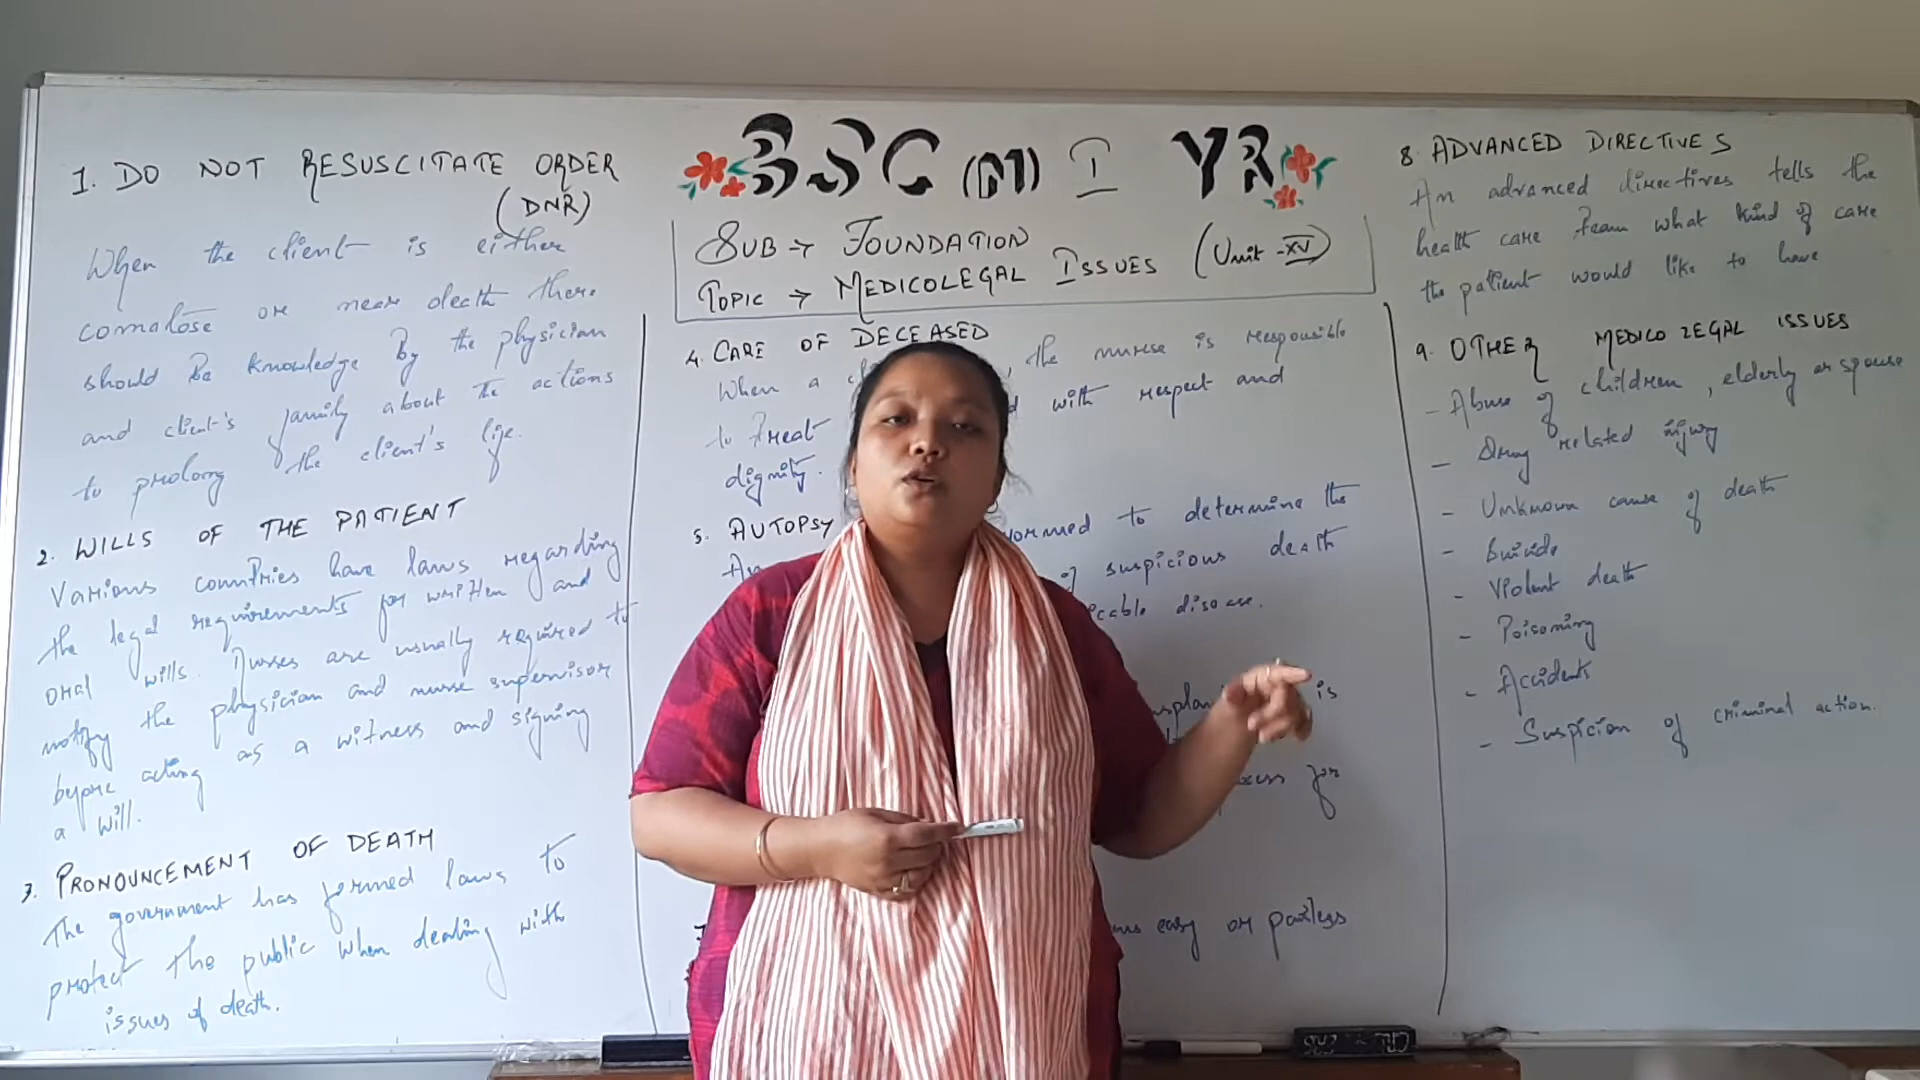 BSC (N) I YR
SUB → FOUNDATION
TOPIC → MEDICOLEGAL ISSUES (Unit - XV)
1. DO NOT RESUSCITATE ORDER
(DNR)
When the client is either
comatose or near death there
should be knowledge by the physician
and client's family about the actions
to prolong the client's life.
2. WILLS OF THE PATIENT
Various countries have laws regarding
the legal requirements for written and
oral wills. Nurses are usually required to
notify the physician and nurse supervisor
before acting as a witness and signing
a will.
3. PRONOUNCEMENT OF DEATH
The government has formed laws to
protect the public when dealing with
issues of death.
4. CARE OF DECEASED
When a the nurse is responsible
to treat with respect and
dignity.
5. AUTOPSY
An to determine the
of suspicious death
disease.
is
for
easy or painless
8. ADVANCED DIRECTIVES
An advanced directives tells the
health care team what kind of care
the patient would like to have
9. OTHER MEDICO LEGAL ISSUES
- Abuse of children, elderly or spouse
- Drug related injury
- Unknown cause of death
- Suicide
- Violent death
- Poisoning
- Accidents
- Suspicion of criminal action.